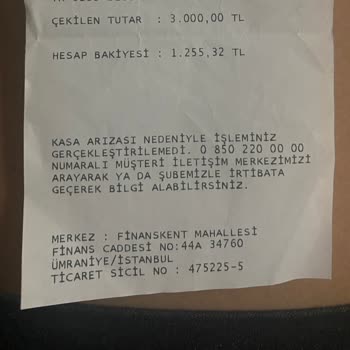 ÇEKİLEN TUTAR : 3.000,00 TL
HESAP BAKİYESİ : 1.255,32 TL
KASA ARIZASI NEDENİYLE İŞLEMİNİZ
GERÇEKLEŞTİRİLEMEDİ. 0 850 220 00 00
NUMARALI MÜŞTERİ İLETİŞİM MERKEZİMİZİ
ARAYARAK YA DA ŞUBEMİZLE İRTİBATA
GEÇEREK BİLGİ ALABİLİRSİNİZ.
MERKEZ : FİNANSKENT MAHALLESİ
FİNANS CADDESİ NO:44A 34760
ÜMRANİYE/İSTANBUL
TİCARET SİCİL NO : 475225-5